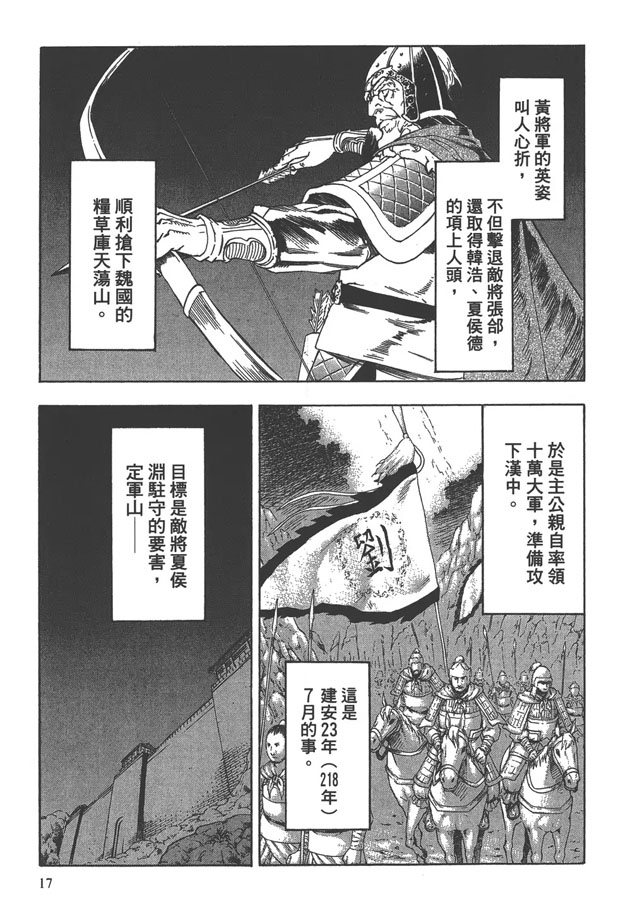 黃將軍的英姿
叫人心折，
不但擊退敵將張郃，
還取得韓浩、夏侯德
的項上人頭，
順利搶下魏國的
糧草庫天蕩山。
於是主公親自率領
十萬大軍，準備攻
下漢中。
劉
這是
建安23年（218年）
7月的事。
目標是敵將夏侯
淵駐守的要害，
定軍山——
17